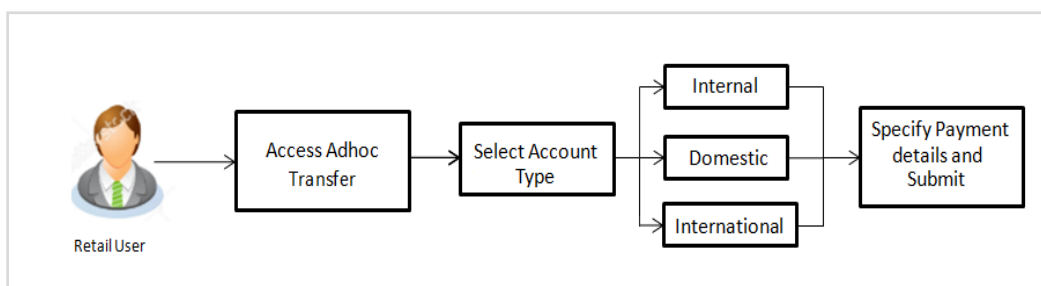 Retail User
Access Adhoc
Transfer
Select Account
Type
Internal
Domestic
International
Specify Payment
details and
Submit